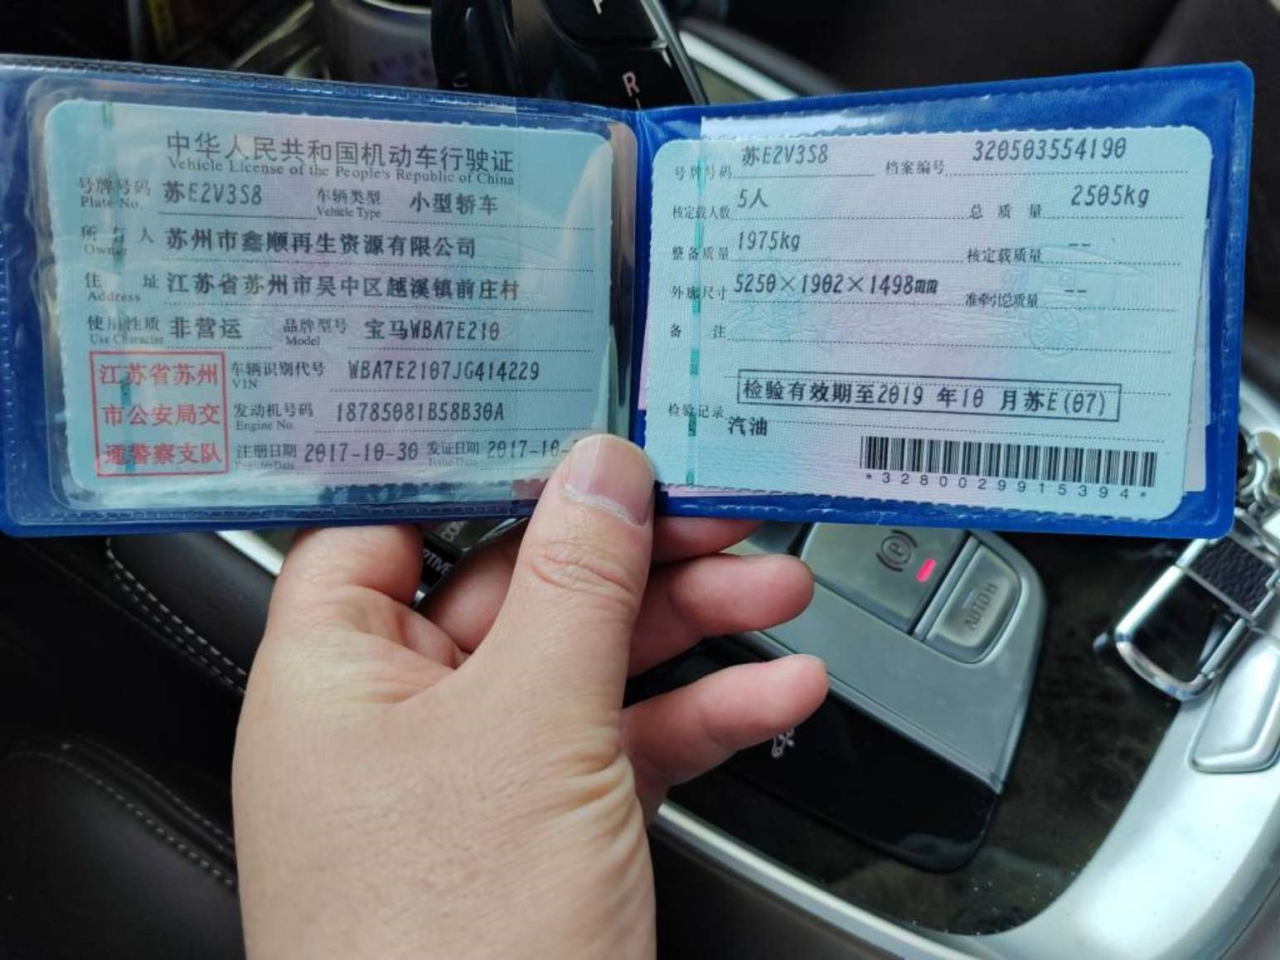 中华人民共和国机动车行驶证
Vehicle License of the People's Republic of China
号牌号码 苏E2V3S8 车辆类型 小型轿车
Plate No. Vehicle Type
所有人 苏州市鑫顺再生资源有限公司
Owner
住址 江苏省苏州市吴中区越溪镇前庄村
Address
使用性质 非营运 品牌型号 宝马WBA7E210
Use Character Model
江苏省苏州
市公安局交
通警察支队
车辆识别代号 WBA7E2107JG414229
VIN
发动机号码 18785081B58B30A
Engine No.
注册日期 2017-10-30 发证日期 2017-10-
Register Date Issue Date
号牌号码 苏E2V3S8 档案编号 320503554190
核定载人数 5人 总质量 2505kg
整备质量 1975kg 核定载质量 --
外廓尺寸 5250×1902×1498mm 准牵引总质量 --
备注
检验有效期至2019 年10 月苏E(07)
检验记录
汽油
*3280029915394*
R
P
AUTO H